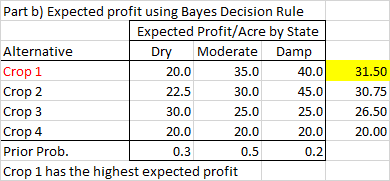 Part b) Expected profit using Bayes Decision Rule
Expected Profit/Acre by State
Alternative Dry Moderate Damp
Crop 1 20.0 35.0 40.0 31.50
Crop 2 22.5 30.0 45.0 30.75
Crop 3 30.0 25.0 25.0 26.50
Crop 4 20.0 20.0 20.0 20.00
Prior Prob. 0.3 0.5 0.2
Crop 1 has the highest expected profit